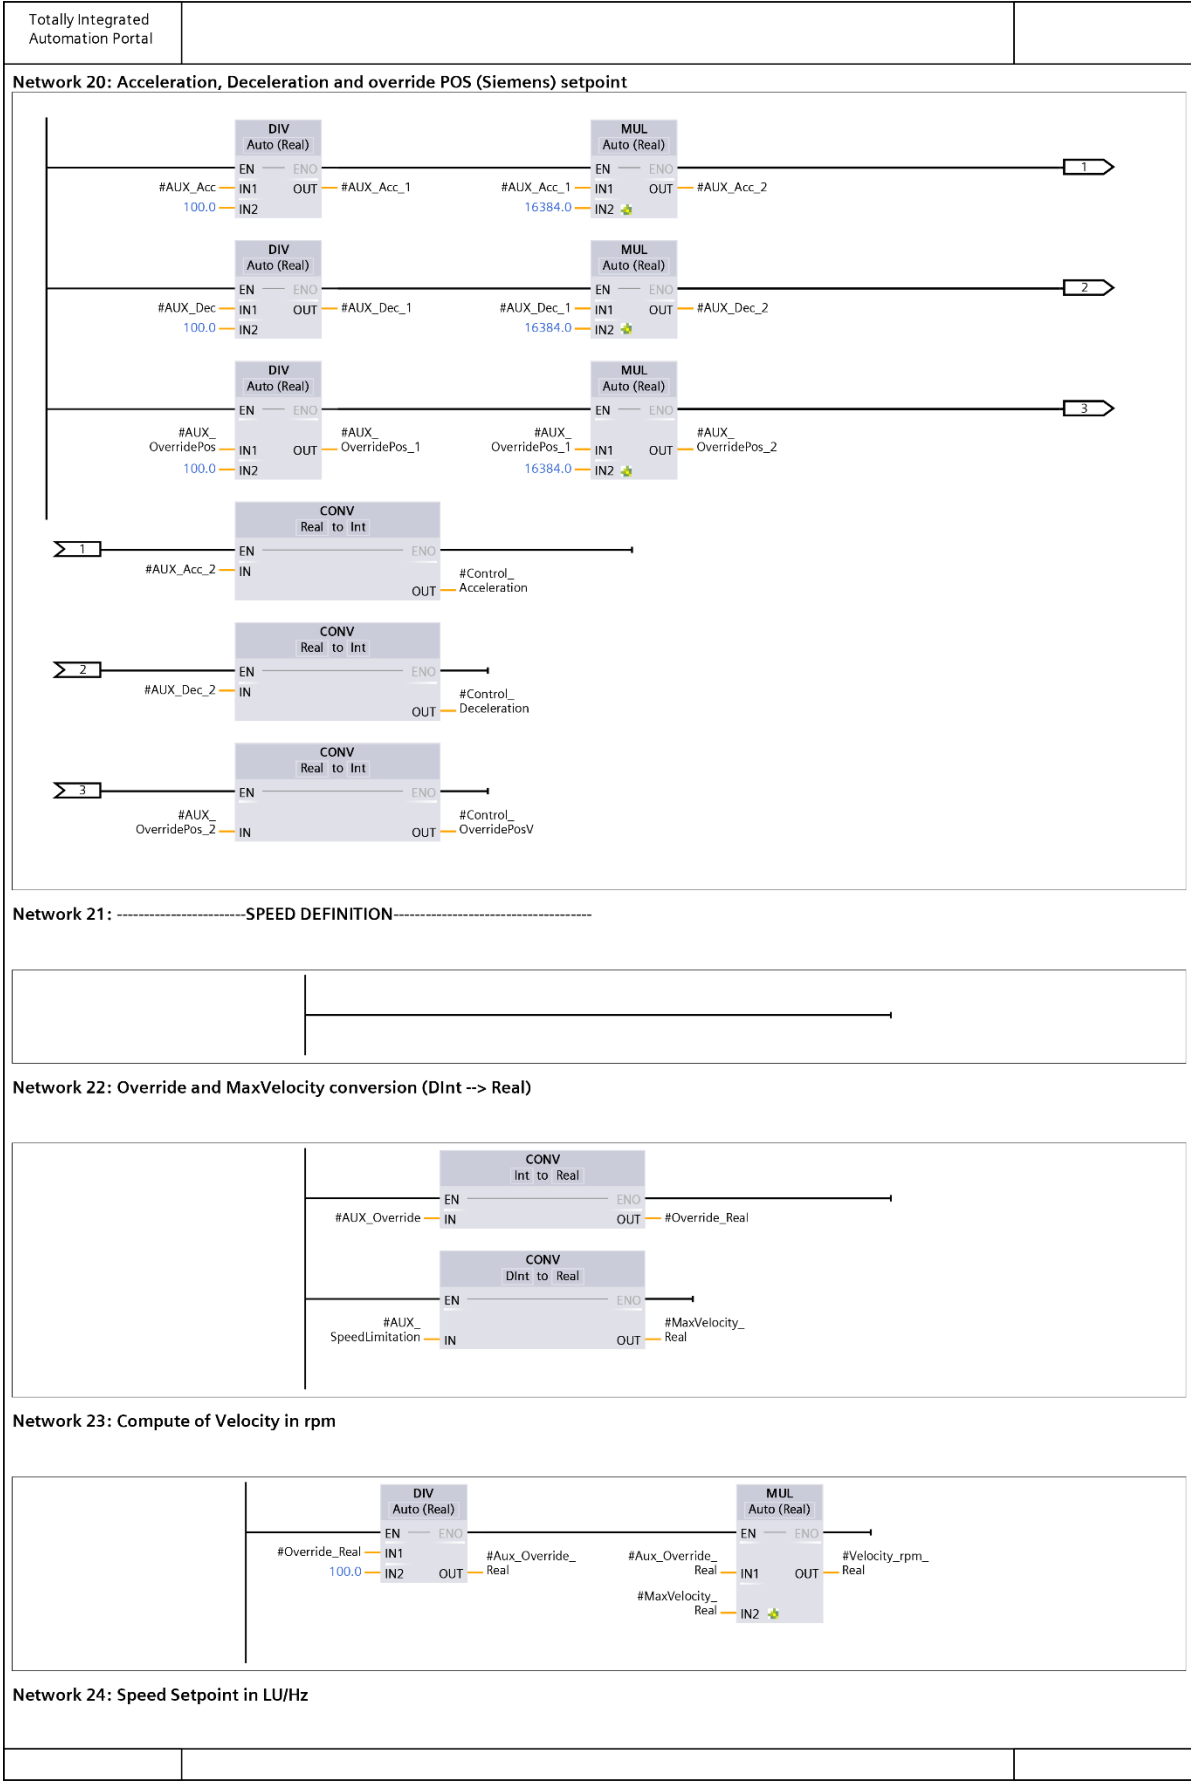 Totally Integrated
Automation Portal
Network 20: Acceleration, Deceleration and override POS (Siemens) setpoint
DIV
Auto (Real)
EN ENO
#AUX_Acc IN1 OUT #AUX_Acc_1
100.0 IN2
MUL
Auto (Real)
EN ENO
#AUX_Acc_1 IN1 OUT #AUX_Acc_2
16384.0 IN2
1
DIV
Auto (Real)
EN ENO
#AUX_Dec IN1 OUT #AUX_Dec_1
100.0 IN2
MUL
Auto (Real)
EN ENO
#AUX_Dec_1 IN1 OUT #AUX_Dec_2
16384.0 IN2
2
DIV
Auto (Real)
EN ENO
#AUX_ #AUX_
OverridePos IN1 OUT OverridePos_1
100.0 IN2
MUL
Auto (Real)
EN ENO
#AUX_ #AUX_
OverridePos_1 IN1 OUT OverridePos_2
16384.0 IN2
3
CONV
Real to Int
1 EN ENO
#AUX_Acc_2 IN
#Control_
OUT Acceleration
CONV
Real to Int
2 EN ENO
#AUX_Dec_2 IN
#Control_
OUT Deceleration
CONV
Real to Int
3 EN ENO
#AUX_ #Control_
OverridePos_2 IN OUT OverridePosV
Network 21: ------------------------SPEED DEFINITION-------------------------------------
Network 22: Override and MaxVelocity conversion (DInt --> Real)
CONV
Int to Real
EN ENO
#AUX_Override IN OUT #Override_Real
CONV
DInt to Real
EN ENO
#AUX_ #MaxVelocity_
SpeedLimitation IN OUT Real
Network 23: Compute of Velocity in rpm
DIV
Auto (Real)
EN ENO
#Override_Real IN1 #Aux_Override_
100.0 IN2 OUT Real
MUL
Auto (Real)
EN ENO
#Aux_Override_ #Velocity_rpm_
Real IN1 OUT Real
#MaxVelocity_
Real IN2
Network 24: Speed Setpoint in LU/Hz